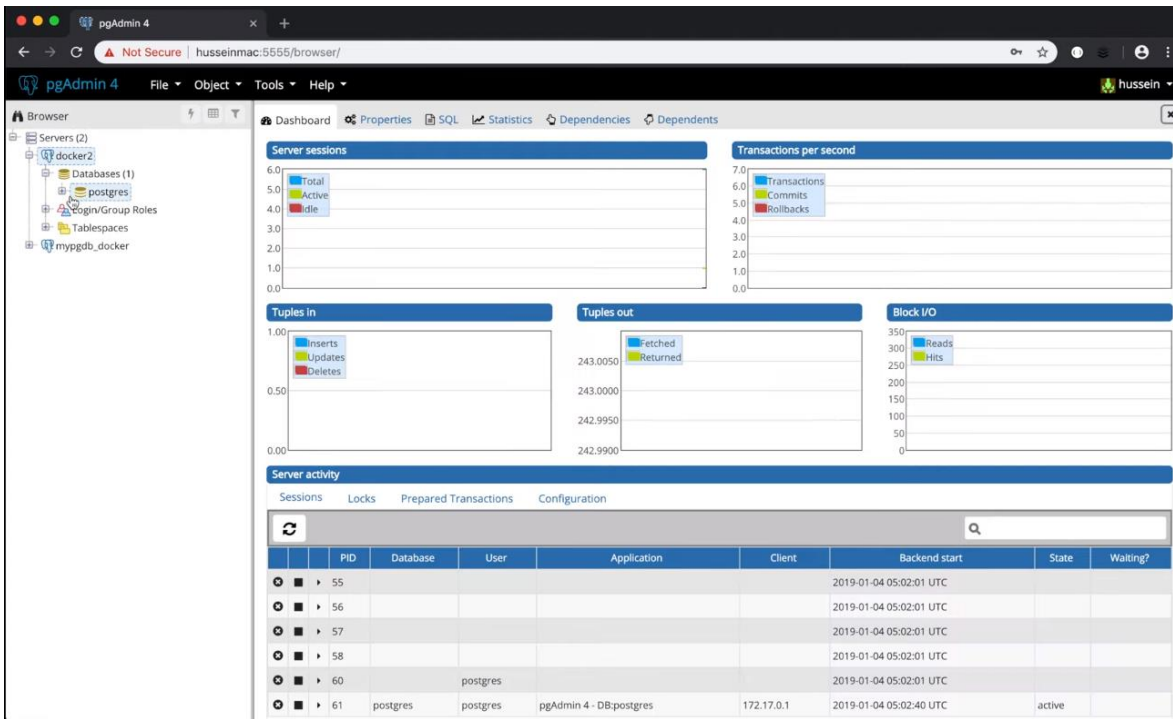 pgAdmin 4
Not Secure husseinmac:5555/browser/
pgAdmin 4 File Object Tools Help hussein
Browser
Servers (2)
docker2
Databases (1)
postgres
Login/Group Roles
Tablespaces
mypgdb_docker
Dashboard Properties SQL Statistics Dependencies Dependents
Server sessions
6.0
5.0
4.0
3.0
2.0
1.0
0.0
Total
Active
Idle
Transactions per second
7.0
6.0
5.0
4.0
3.0
2.0
1.0
0.0
Transactions
Commits
Rollbacks
Tuples in
1.00
0.50
0.00
Inserts
Updates
Deletes
Tuples out
243.0050
243.0000
242.9950
242.9900
Fetched
Returned
Block I/O
350
300
250
200
150
100
50
0
Reads
Hits
Server activity
Sessions Locks Prepared Transactions Configuration
PID Database User Application Client Backend start State Waiting?
55 2019-01-04 05:02:01 UTC
56 2019-01-04 05:02:01 UTC
57 2019-01-04 05:02:01 UTC
58 2019-01-04 05:02:01 UTC
60 postgres 2019-01-04 05:02:01 UTC
61 postgres postgres pgAdmin 4 - DB:postgres 172.17.0.1 2019-01-04 05:02:40 UTC active